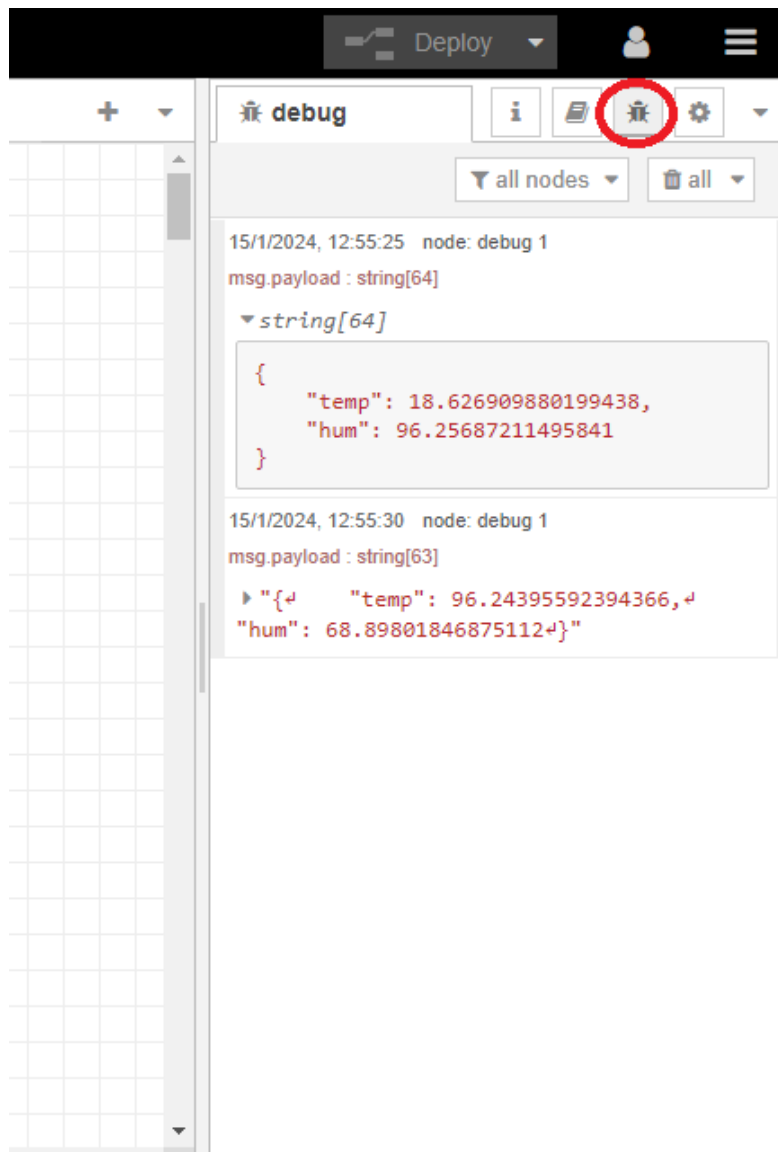 Deploy
debug
i
all nodes
all
15/1/2024, 12:55:25 node: debug 1
msg.payload : string[64]
string[64]
{
"temp": 18.626909880199438,
"hum": 96.25687211495841
}
15/1/2024, 12:55:30 node: debug 1
msg.payload : string[63]
"{↵ "temp": 96.24395592394366,↵
"hum": 68.89801846875112↵}"